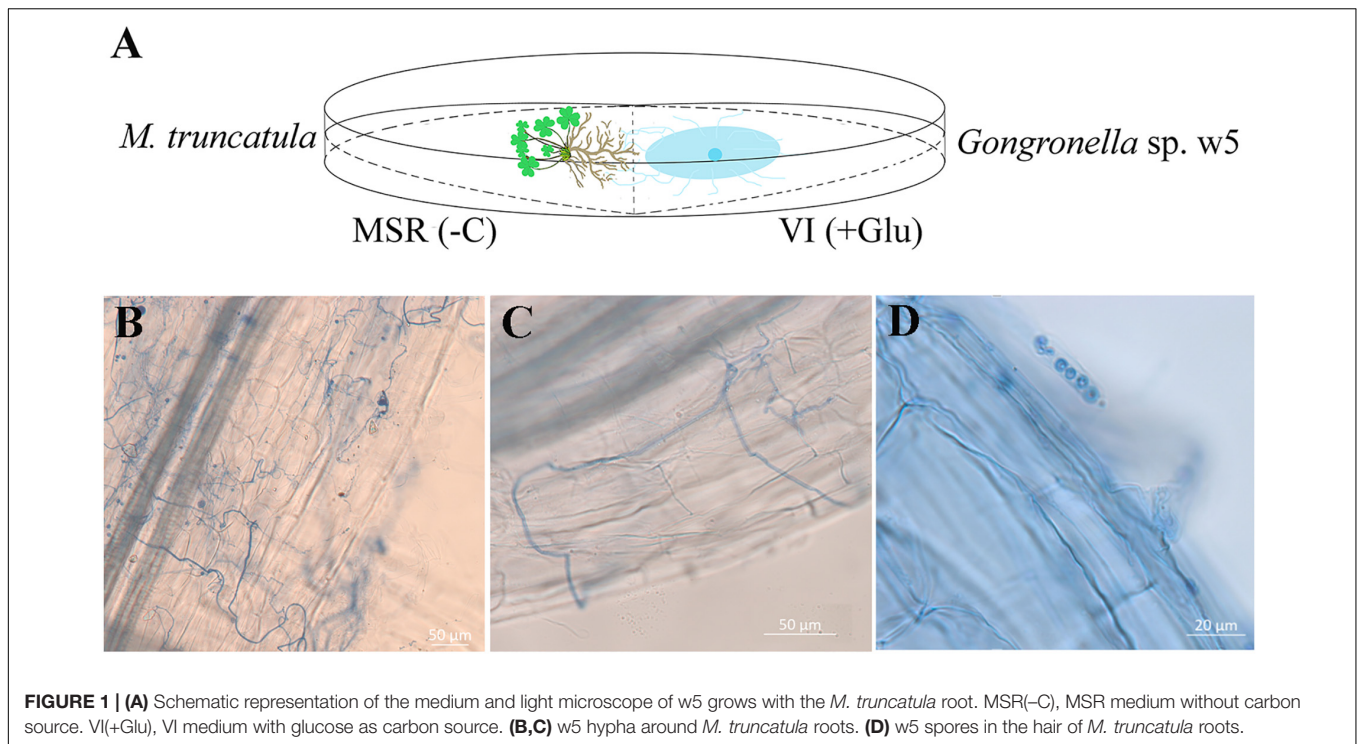 A
M. truncatula
Gongronella sp. w5
MSR (-C)
VI (+Glu)
B
C
D
50 µm
50 µm
20 µm
FIGURE 1 | (A) Schematic representation of the medium and light microscope of w5 grows with the M. truncatula root. MSR(–C), MSR medium without carbon
source. VI(+Glu), VI medium with glucose as carbon source. (B,C) w5 hypha around M. truncatula roots. (D) w5 spores in the hair of M. truncatula roots.